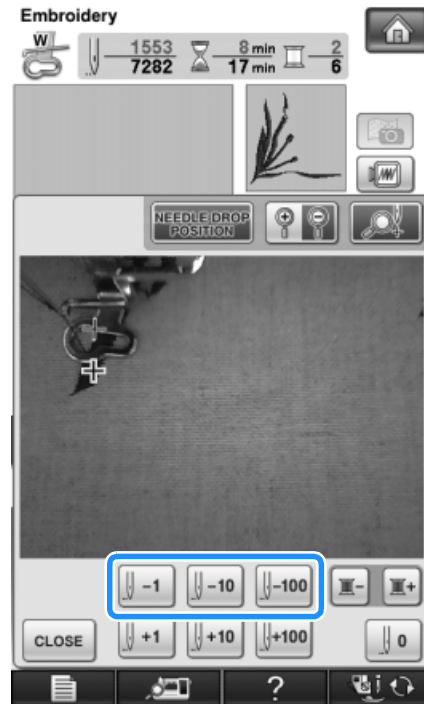 Embroidery
W
1553 8 min 2
7282 17 min 6
NEEDLE DROP
POSITION
-1 -10 -100 - +
CLOSE +1 +10 +100 0
?